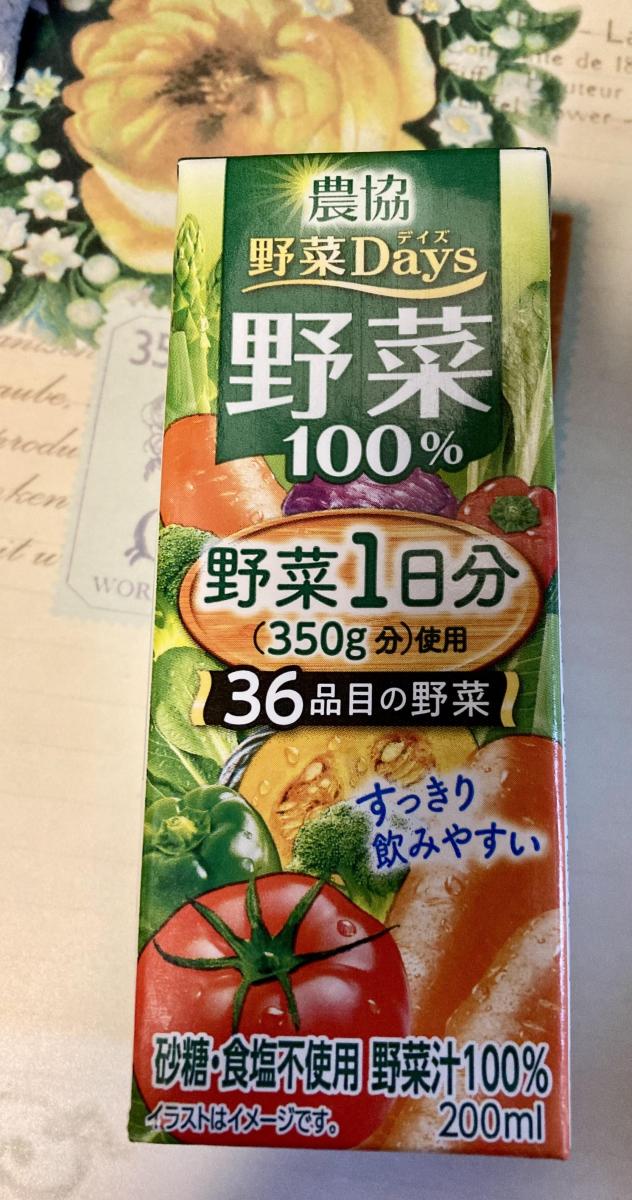 農協
デイズ
野菜Days
野菜
100%
野菜1日分
(350g分)使用
36品目の野菜
すっきり
飲みやすい
砂糖・食塩不使用 野菜汁100%
イラストはイメージです。
200ml
35
WOR